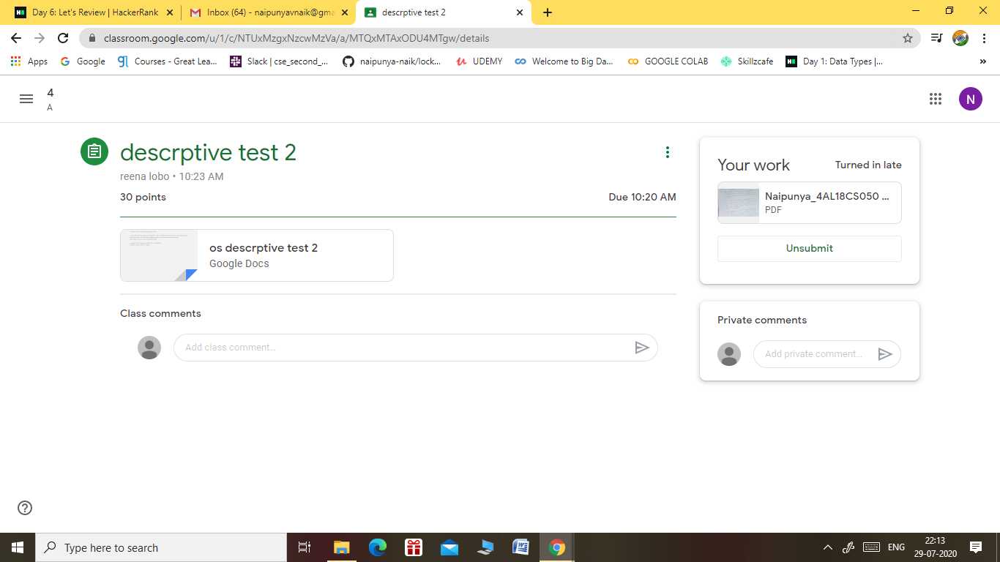 Day 6: Let's Review | HackerRank
Inbox (64) - naipunyavnaik@gma
descrptive test 2
classroom.google.com/u/1/c/NTUxMzgxNzcwMzVa/a/MTQxMTAxODU4MTgw/details
Apps
Google
Courses - Great Lea...
Slack | cse_second_...
naipunya-naik/lock...
UDEMY
Welcome to Big Da...
GOOGLE COLAB
Skillzcafe
Day 1: Data Types |...
»
4
A
N
descrptive test 2
reena lobo • 10:23 AM
30 points
Due 10:20 AM
os descrptive test 2
Google Docs
Class comments
Add class comment...
Your work
Turned in late
Naipunya_4AL18CS050 ...
PDF
Unsubmit
Private comments
Add private comment...
Type here to search
ENG
22:13
29-07-2020